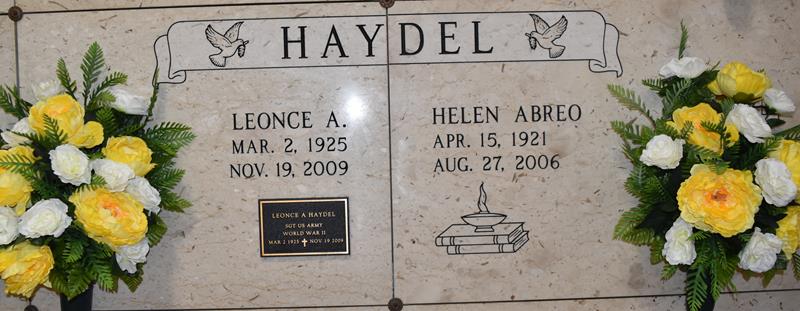 HAYDEL
LEONCE A.
MAR. 2, 1925
NOV. 19, 2009
LEONCE A HAYDEL
SGT US ARMY
WORLD WAR II
MAR 2 1925 ✝ NOV 19 2009
HELEN ABREO
APR. 15, 1921
AUG. 27, 2006